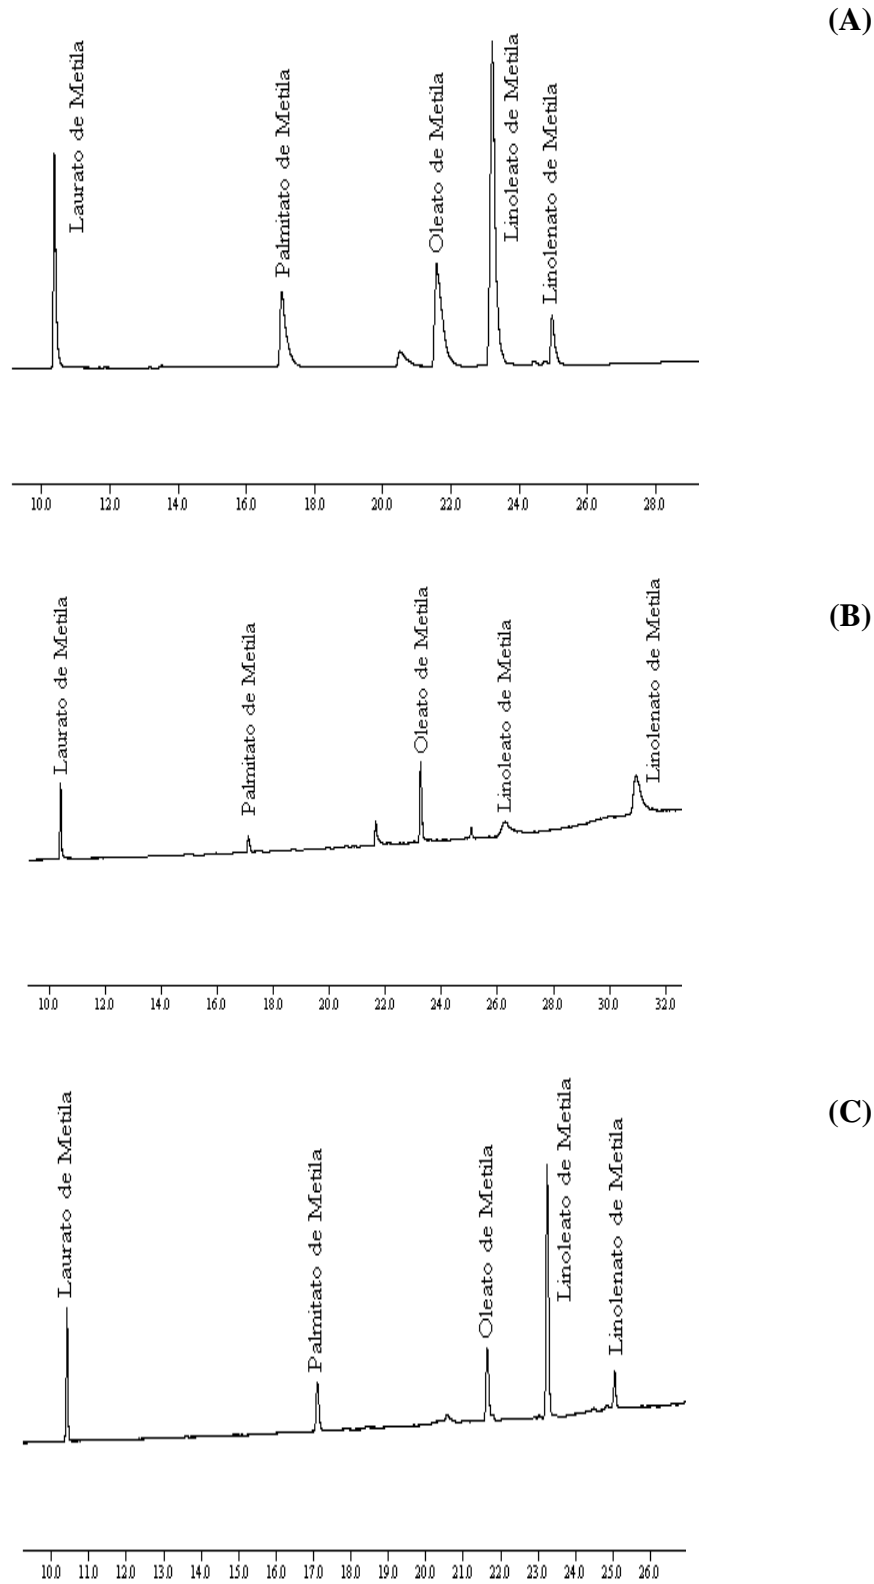 (A)
Laurato de Metila
Palmitato de Metila
Oleato de Metila
Linoleato de Metila
Linolenato de Metila
10.0 12.0 14.0 16.0 18.0 20.0 22.0 24.0 26.0 28.0
(B)
Laurato de Metila
Palmitato de Metila
Oleato de Metila
Linoleato de Metila
Linolenato de Metila
10.0 12.0 14.0 16.0 18.0 20.0 22.0 24.0 26.0 28.0 30.0 32.0
(C)
Laurato de Metila
Palmitato de Metila
Oleato de Metila
Linoleato de Metila
Linolenato de Metila
10.0 11.0 12.0 13.0 14.0 15.0 16.0 17.0 18.0 19.0 20.0 21.0 22.0 23.0 24.0 25.0 26.0